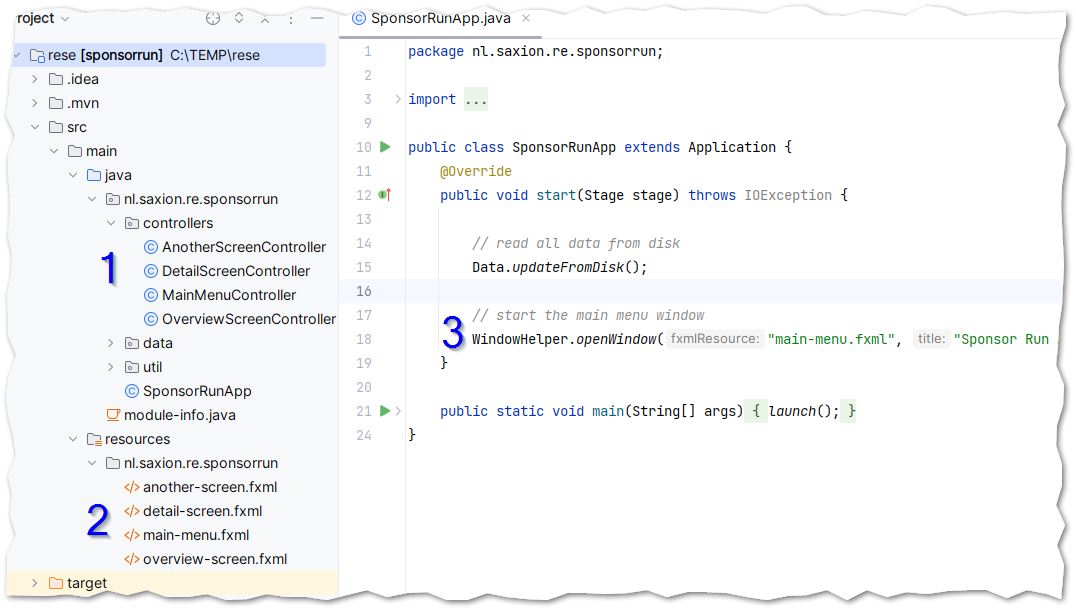 roject
rese [sponsorrun] C:\TEMP\rese
.idea
.mvn
src
main
java
nl.saxion.re.sponsorrun
controllers
AnotherScreenController
DetailScreenController
MainMenuController
OverviewScreenController
1
data
util
SponsorRunApp
module-info.java
resources
nl.saxion.re.sponsorrun
another-screen.fxml
detail-screen.fxml
main-menu.fxml
overview-screen.fxml
2
target
SponsorRunApp.java
1 package nl.saxion.re.sponsorrun;
2
3 import ...
9
10 public class SponsorRunApp extends Application {
11 @Override
12 public void start(Stage stage) throws IOException {
13
14 // read all data from disk
15 Data.updateFromDisk();
16
17 // start the main menu window
3
18 WindowHelper.openWindow( fxmlResource: "main-menu.fxml", title: "Sponsor Run
19 }
20
21 public static void main(String[] args) { launch(); }
24 }